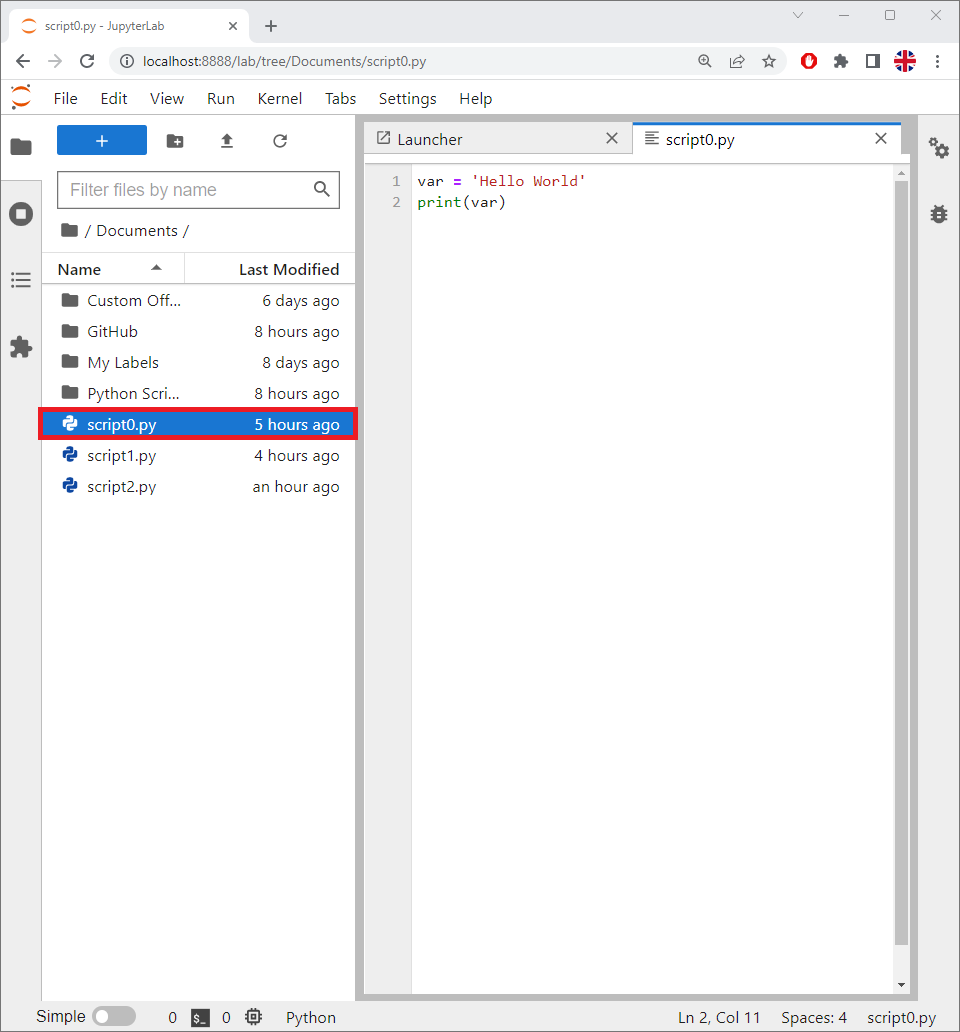 script0.py - JupyterLab
localhost:8888/lab/tree/Documents/script0.py
File Edit View Run Kernel Tabs Settings Help
Launcher
script0.py
Filter files by name
/ Documents /
Name Last Modified
Custom Off... 6 days ago
GitHub 8 hours ago
My Labels 8 days ago
Python Scri... 8 hours ago
script0.py 5 hours ago
script1.py 4 hours ago
script2.py an hour ago
1 var = 'Hello World'
2 print(var)
Simple 0 $_ 0 Python Ln 2, Col 11 Spaces: 4 script0.py